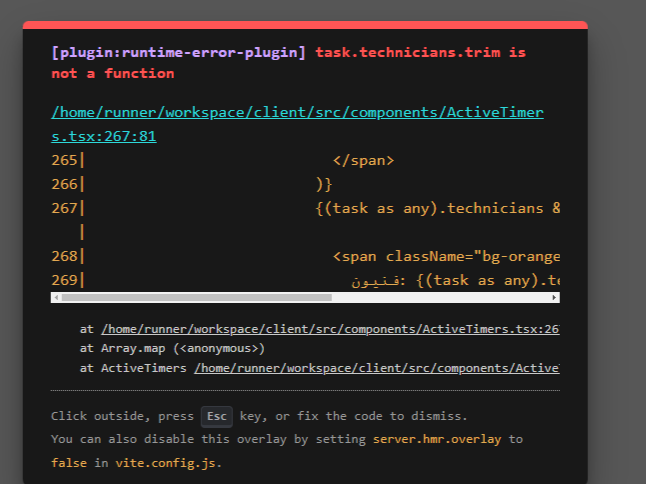 [plugin:runtime-error-plugin] task.technicians.trim is
not a function
/home/runner/workspace/client/src/components/ActiveTimer
s.tsx:267:81
265| </span>
266| )}
267| {(task as any).technicians &
|
268| <span className="bg-orange
269| فنيون: {(task as any).te
at /home/runner/workspace/client/src/components/ActiveTimers.tsx:26
at Array.map (<anonymous>)
at ActiveTimers /home/runner/workspace/client/src/components/Active
Click outside, press Esc key, or fix the code to dismiss.
You can also disable this overlay by setting server.hmr.overlay to
false in vite.config.js.